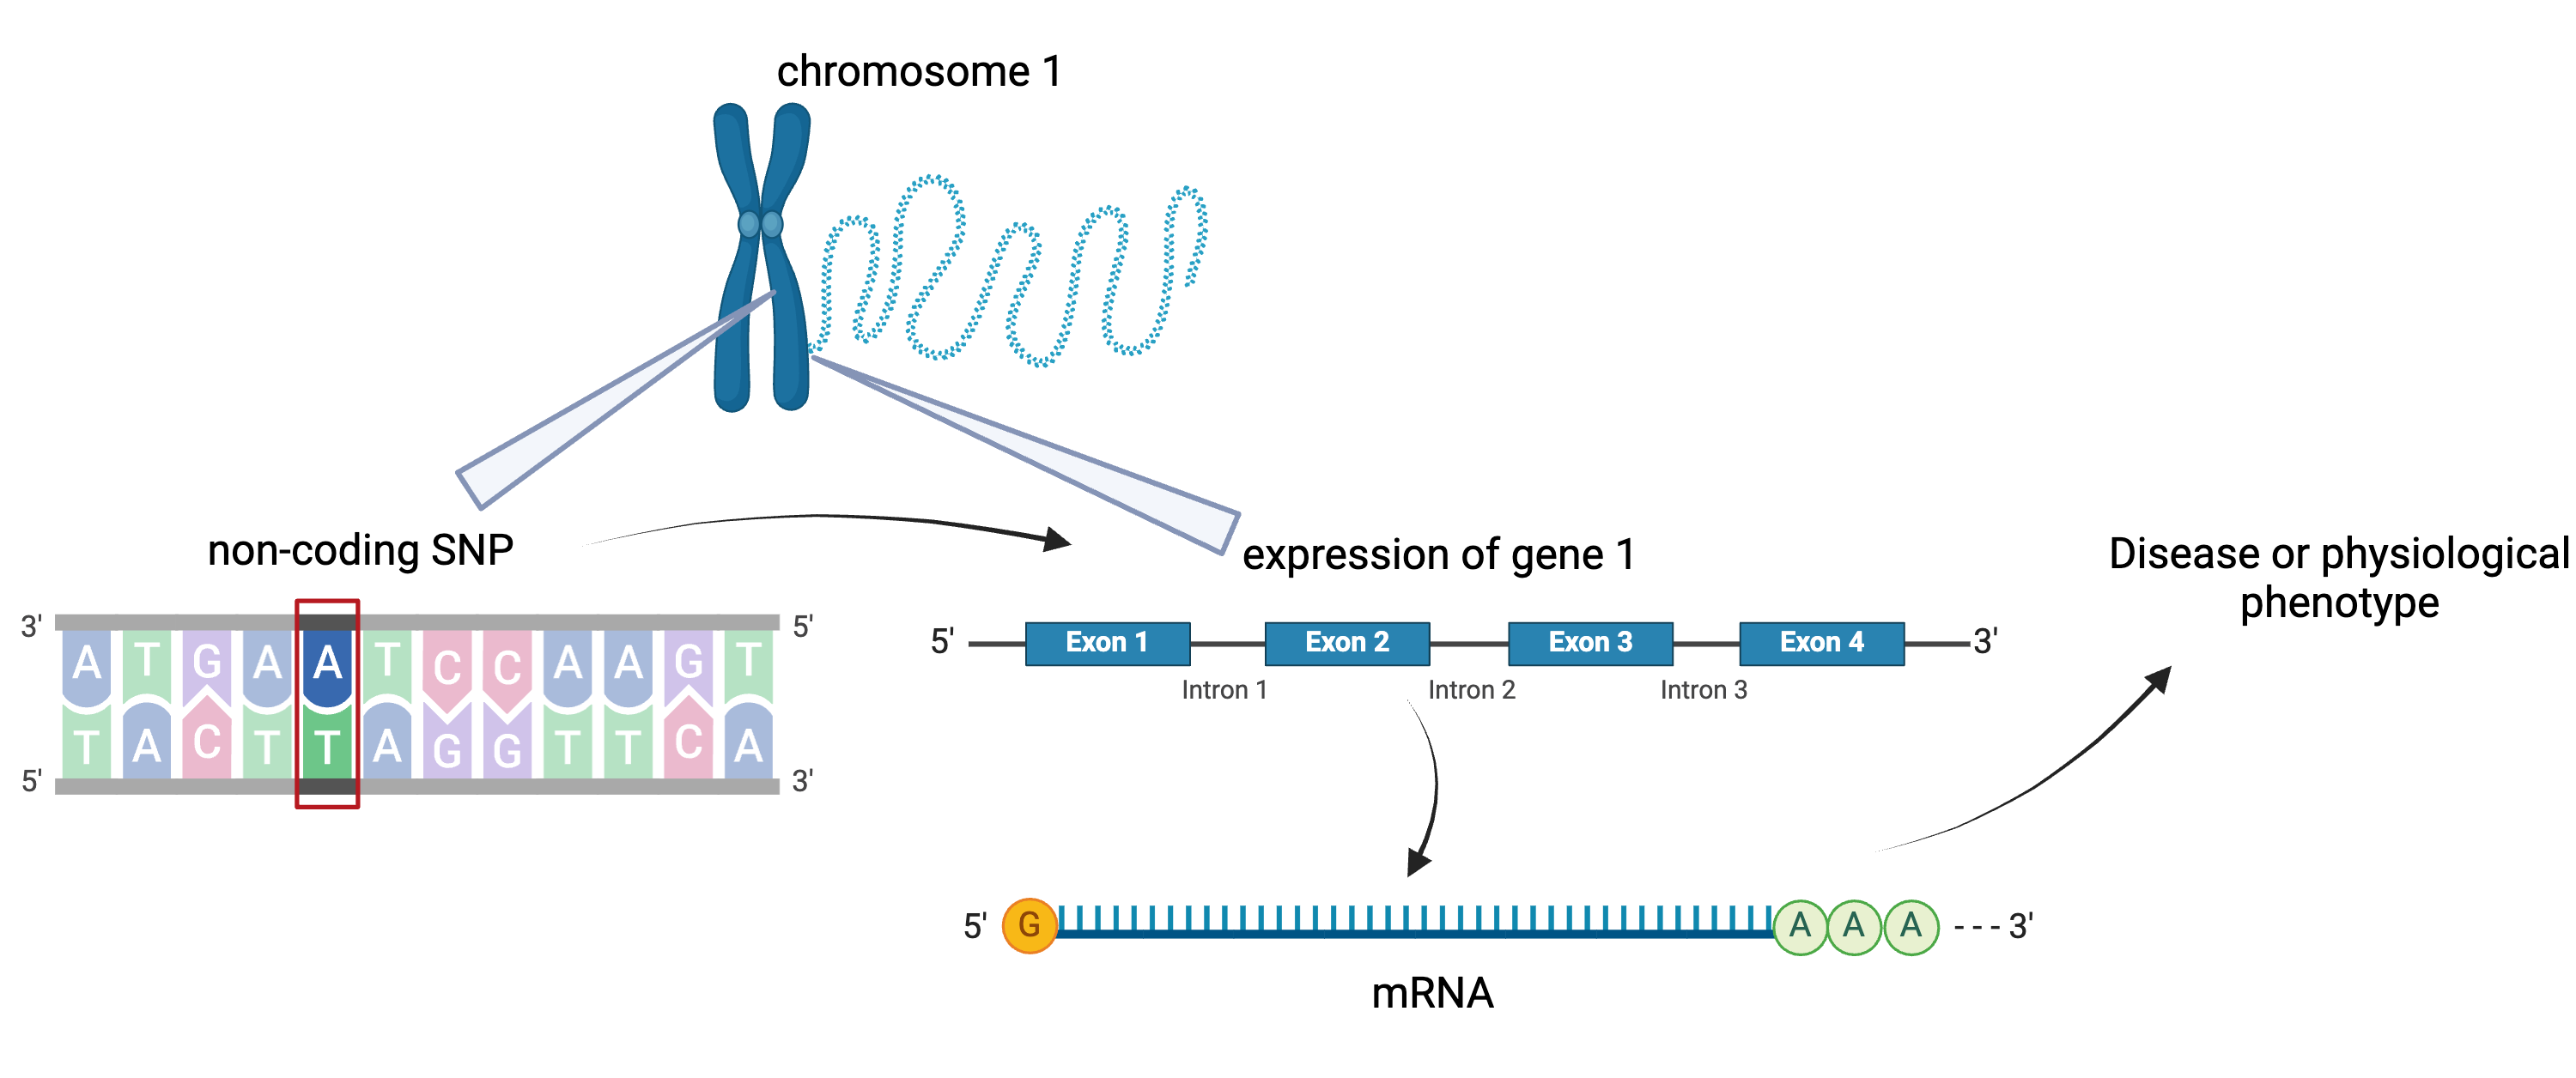 chromosome 1
non-coding SNP
expression of gene 1
Disease or physiological
phenotype
3' A T G A A T C C A A G T 5'
T A C T T A G G T T C A
5' 3'
5' Exon 1 Exon 2 Exon 3 Exon 4 3'
Intron 1 Intron 2 Intron 3
5' G A A A --- 3'
mRNA